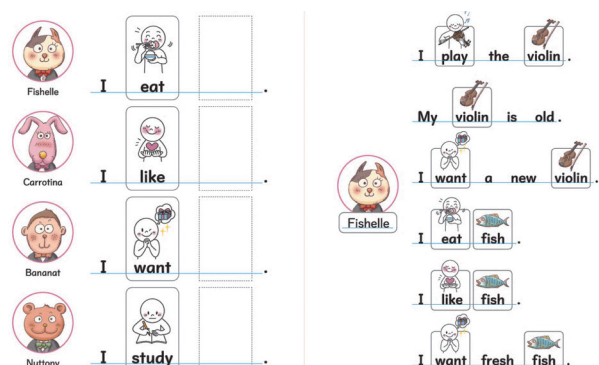 Fishelle
I eat .
Carrotina
I like .
Bananat
I want .
Nuttony
I study .
Fishelle
I play the violin .
My violin is old .
I want a new violin .
I eat fish .
I like fish .
I want fresh fish .